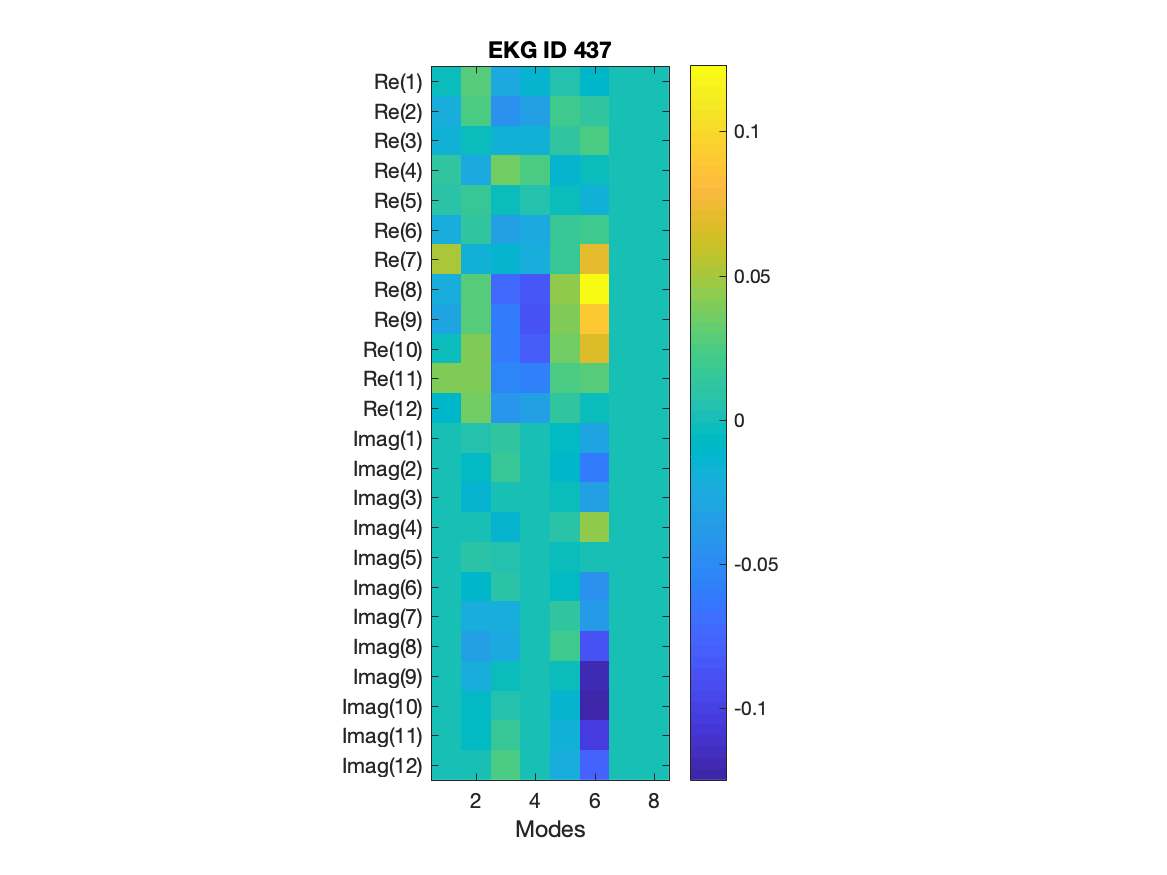 EKG ID 437
Re(1)
Re(2)
Re(3)
Re(4)
Re(5)
Re(6)
Re(7)
Re(8)
Re(9)
Re(10)
Re(11)
Re(12)
Imag(1)
Imag(2)
Imag(3)
Imag(4)
Imag(5)
Imag(6)
Imag(7)
Imag(8)
Imag(9)
Imag(10)
Imag(11)
Imag(12)
2 4 6 8
Modes
0.1
0.05
0
-0.05
-0.1